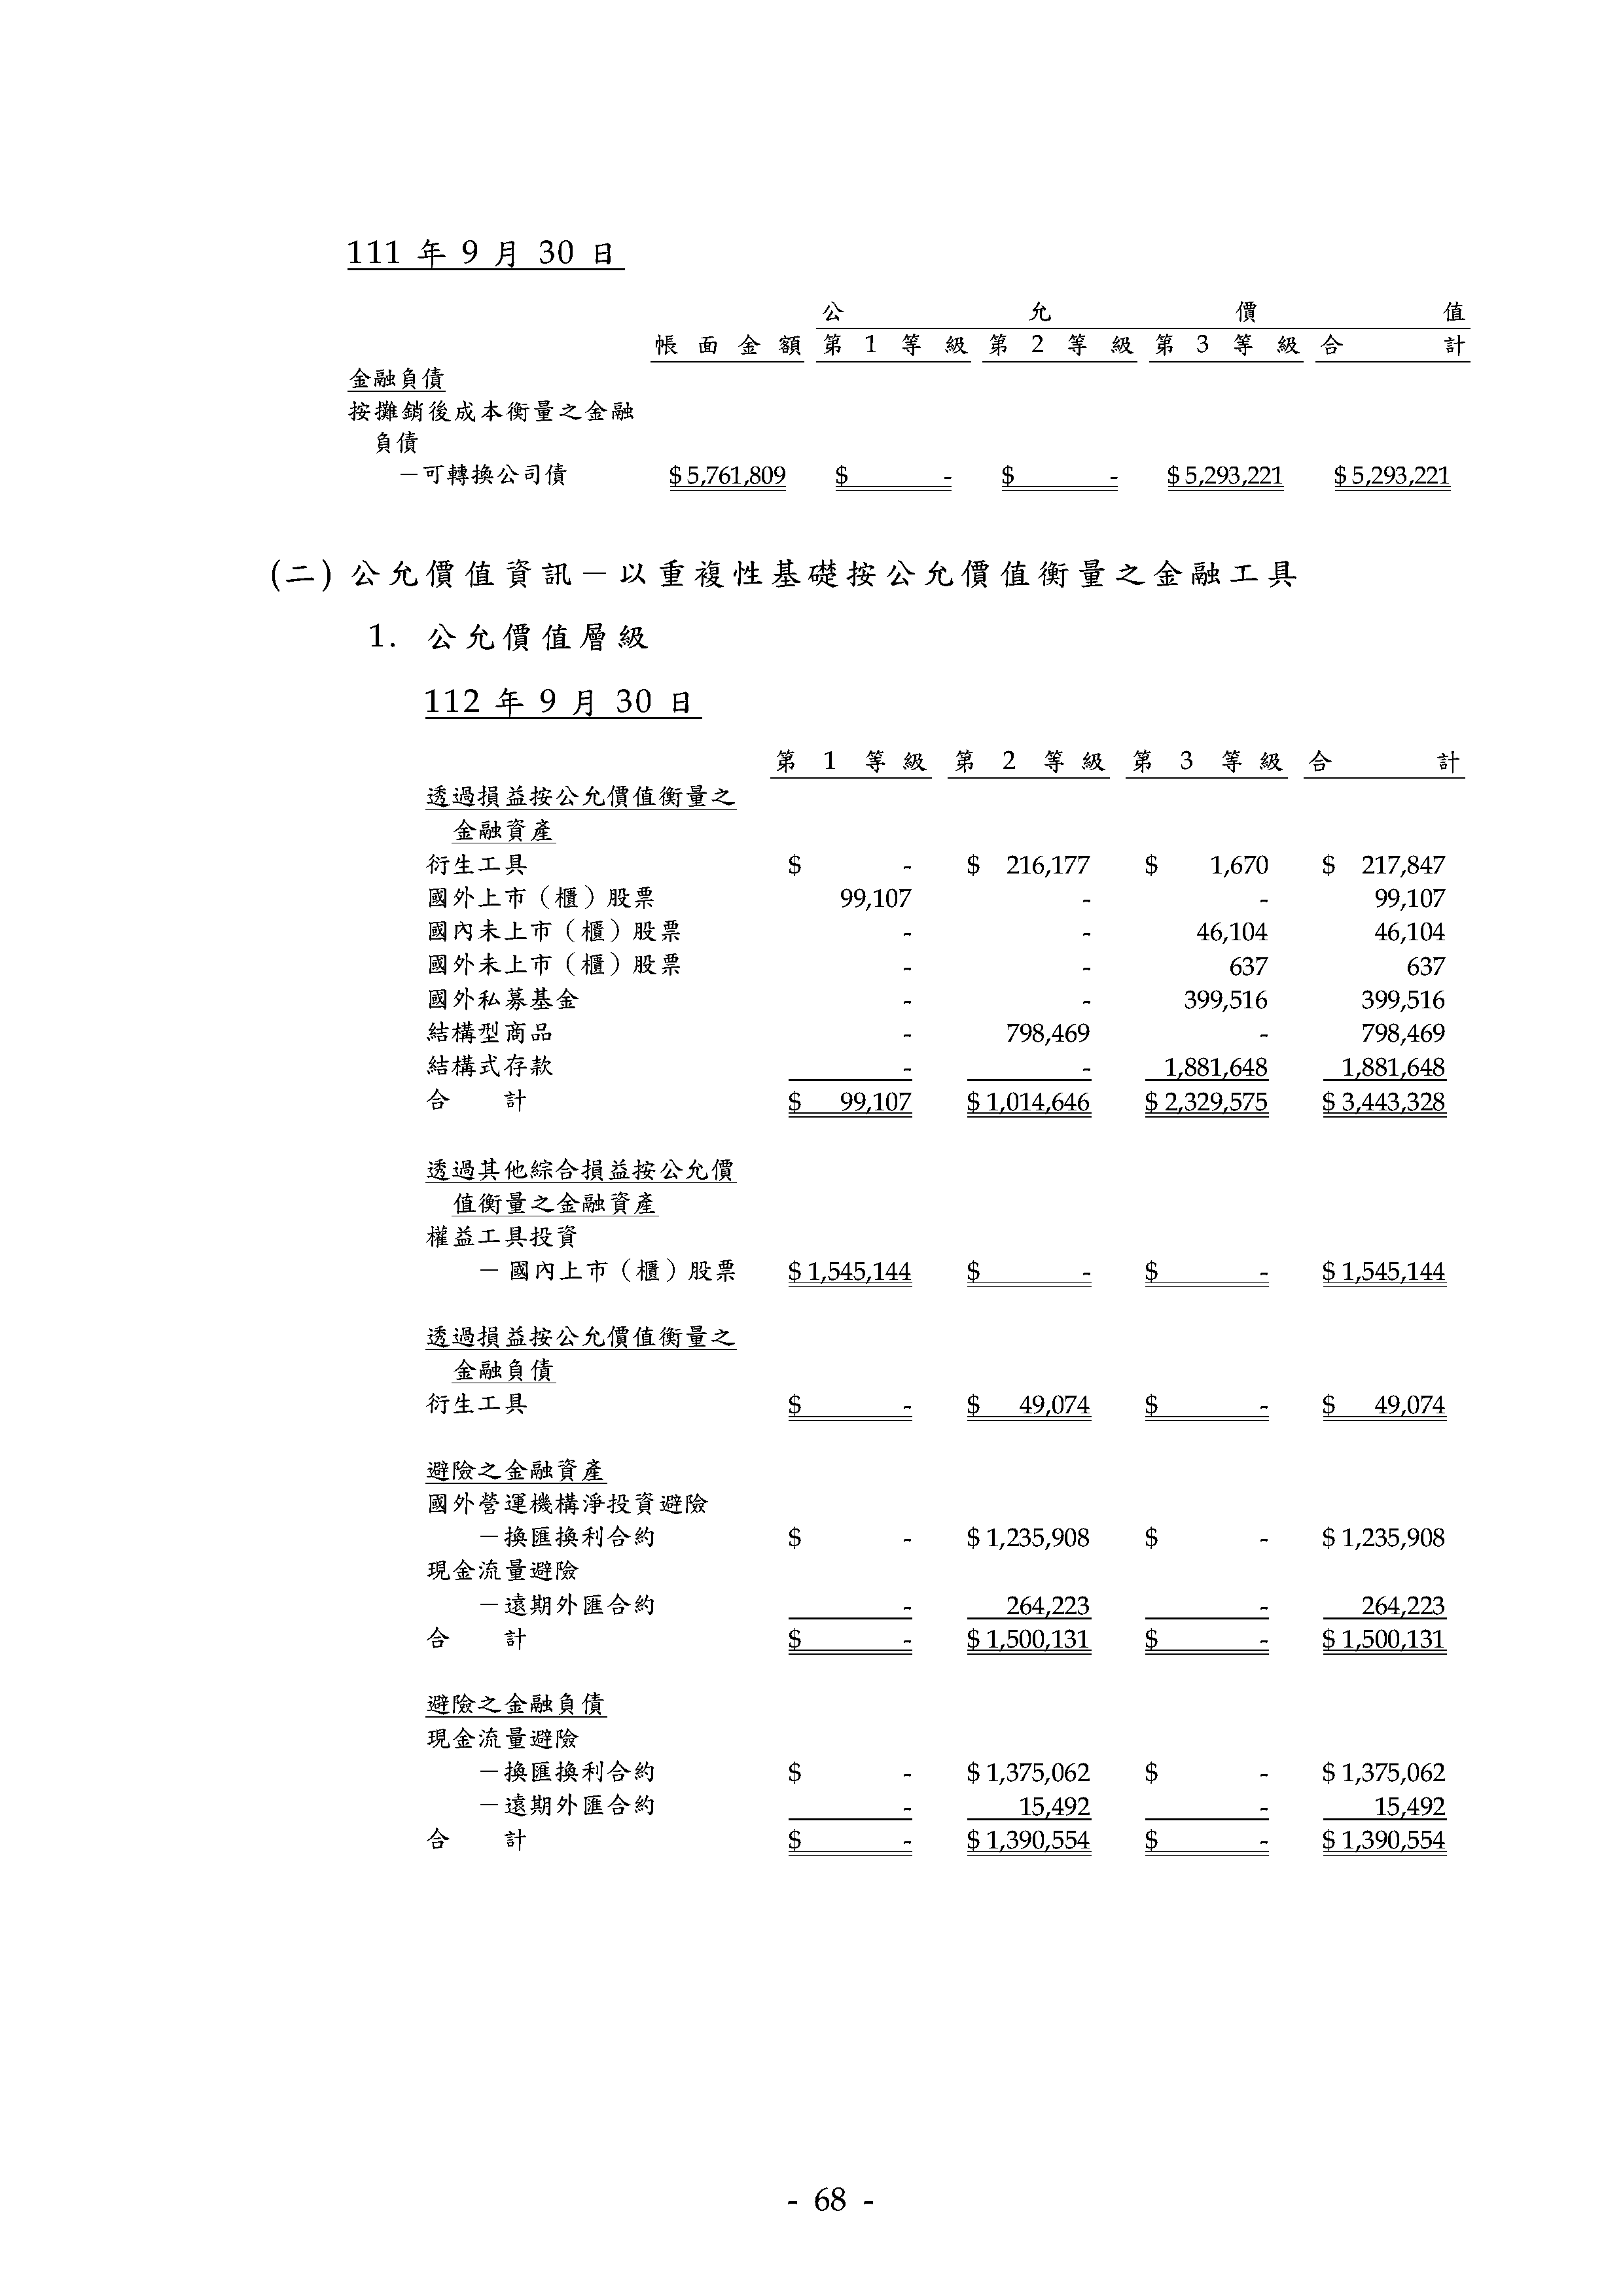 111 年 9 月 30 日
公 允 價 值
帳 面 金 額 第 1 等 級 第 2 等 級 第 3 等 級 合 計
金融負債
按攤銷後成本衡量之金融
負債
－可轉換公司債 $ 5,761,809 $ - $ - $ 5,293,221 $ 5,293,221
(二) 公允價值資訊－以重複性基礎按公允價值衡量之金融工具
1. 公允價值層級
112 年 9 月 30 日
第 1 等 級 第 2 等 級 第 3 等 級 合 計
透過損益按公允價值衡量之
金融資產
衍生工具 $ - $ 216,177 $ 1,670 $ 217,847
國外上市（櫃）股票 99,107 - - 99,107
國內未上市（櫃）股票 - - 46,104 46,104
國外未上市（櫃）股票 - - 637 637
國外私募基金 - - 399,516 399,516
結構型商品 - 798,469 - 798,469
結構式存款 - - 1,881,648 1,881,648
合 計 $ 99,107 $ 1,014,646 $ 2,329,575 $ 3,443,328
透過其他綜合損益按公允價
值衡量之金融資產
權益工具投資
－ 國內上市（櫃）股票 $ 1,545,144 $ - $ - $ 1,545,144
透過損益按公允價值衡量之
金融負債
衍生工具 $ - $ 49,074 $ - $ 49,074
避險之金融資產
國外營運機構淨投資避險
－換匯換利合約 $ - $ 1,235,908 $ - $ 1,235,908
現金流量避險
－遠期外匯合約 - 264,223 - 264,223
合 計 $ - $ 1,500,131 $ - $ 1,500,131
避險之金融負債
現金流量避險
－換匯換利合約 $ - $ 1,375,062 $ - $ 1,375,062
－遠期外匯合約 - 15,492 - 15,492
合 計 $ - $ 1,390,554 $ - $ 1,390,554
- 68 -